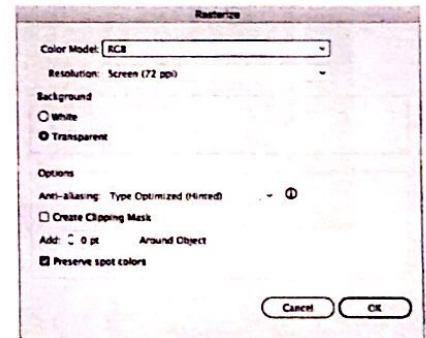 Rasterize
Color Model: RGB
Resolution: Screen (72 ppi)
Background
White
Transparent
Options
Anti-aliasing: Type Optimized (Hinted)
Create Clipping Mask
Add: 0 pt Around Object
Preserve spot colors
Cancel OK